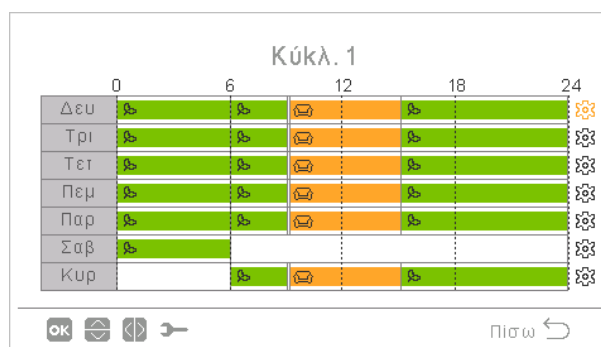 Κύκλ. 1
0 6 12 18 24
Δευ
Τρι
Τετ
Πεμ
Παρ
Σαβ
Κυρ
OK Πίσω